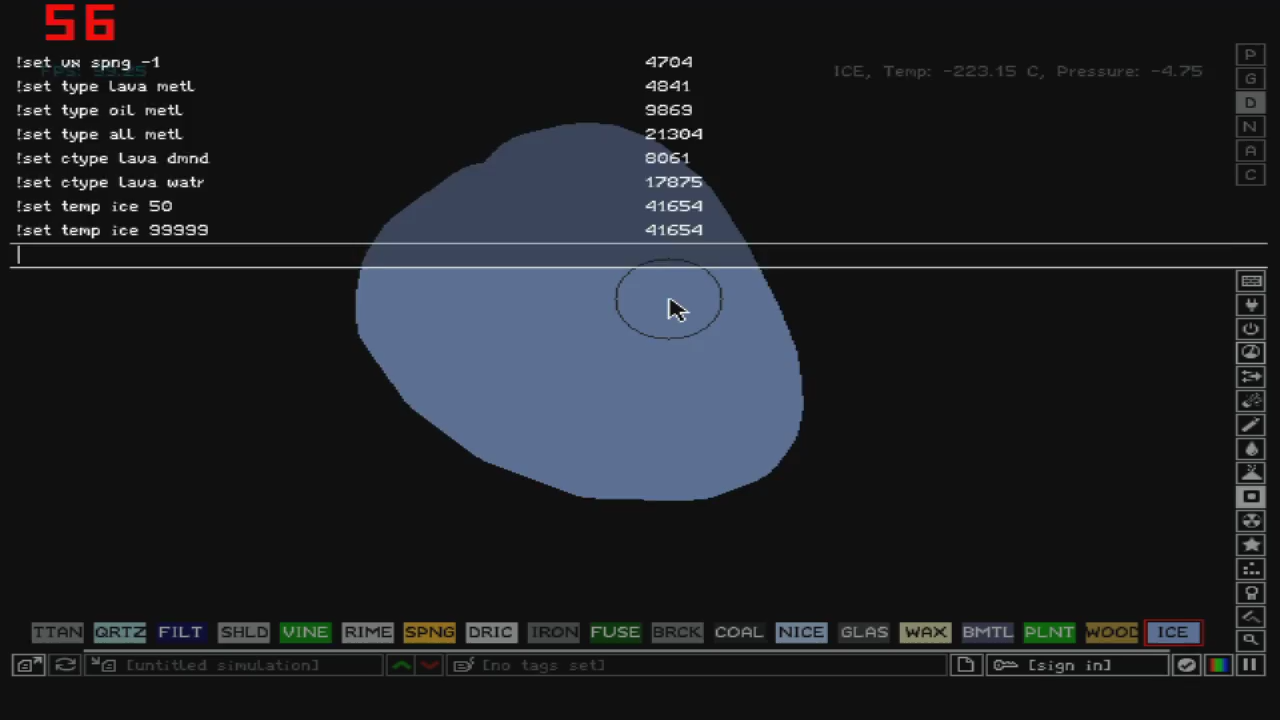 56
!set vx spng -1 4704
ICE, Temp: -223.15 C, Pressure: -4.75
!set type lava metl 4841
!set type oil metl 9869
!set type all metl 21304
!set ctype lava dmnd 8061
!set ctype lava watr 17875
!set temp ice 50 41654
!set temp ice 99999 41654
P
G
D
N
A
C
TTAN QRTZ FILT SHLD VINE RIME SPNG DRIC IRON FUSE BRCK COAL NICE GLAS WAX BMTL PLNT WOOD ICE
[untitled simulation] [no tags set] [sign in]